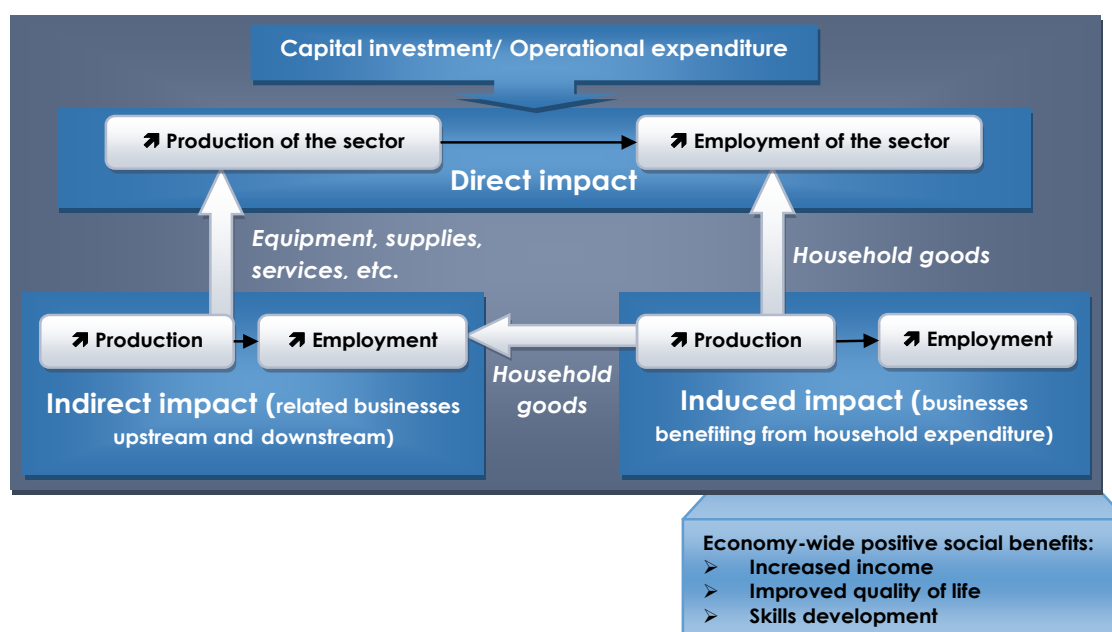 Capital investment/ Operational expenditure
↗ Production of the sector
↗ Employment of the sector
Direct impact
Equipment, supplies,
services, etc.
Household goods
↗ Production
↗ Employment
Indirect impact (related businesses
upstream and downstream)
Household
goods
↗ Production
↗ Employment
Induced impact (businesses
benefiting from household expenditure)
Economy-wide positive social benefits:
➢ Increased income
➢ Improved quality of life
➢ Skills development